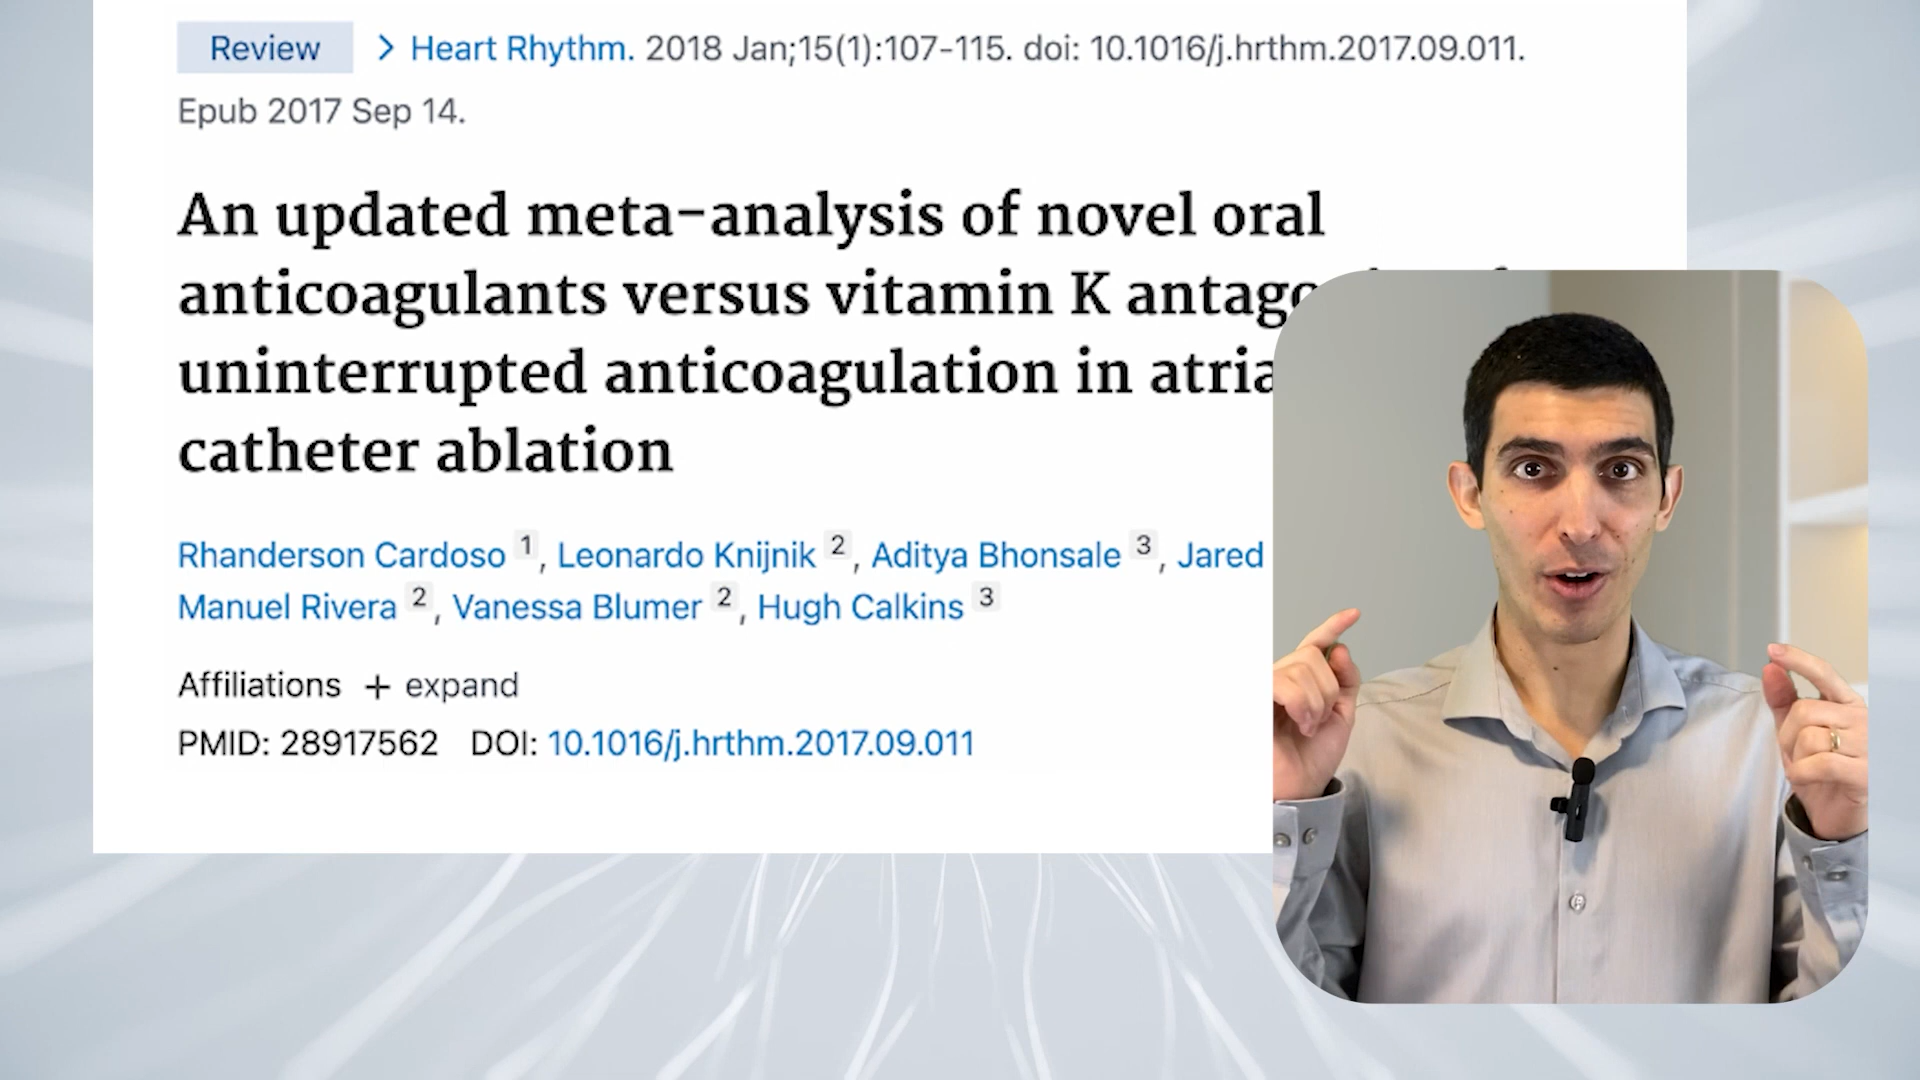 Review > Heart Rhythm. 2018 Jan;15(1):107-115. doi: 10.1016/j.hrthm.2017.09.011.
Epub 2017 Sep 14.
An updated meta-analysis of novel oral
anticoagulants versus vitamin K
uninterrupted anticoagulation in
catheter ablation
Rhanderson Cardoso 1, Leonardo Knijnik 2, Aditya Bhonsale 3, Jared
Manuel Rivera 2, Vanessa Blumer 2, Hugh Calkins 3
Affiliations + expand
PMID: 28917562 DOI: 10.1016/j.hrthm.2017.09.011